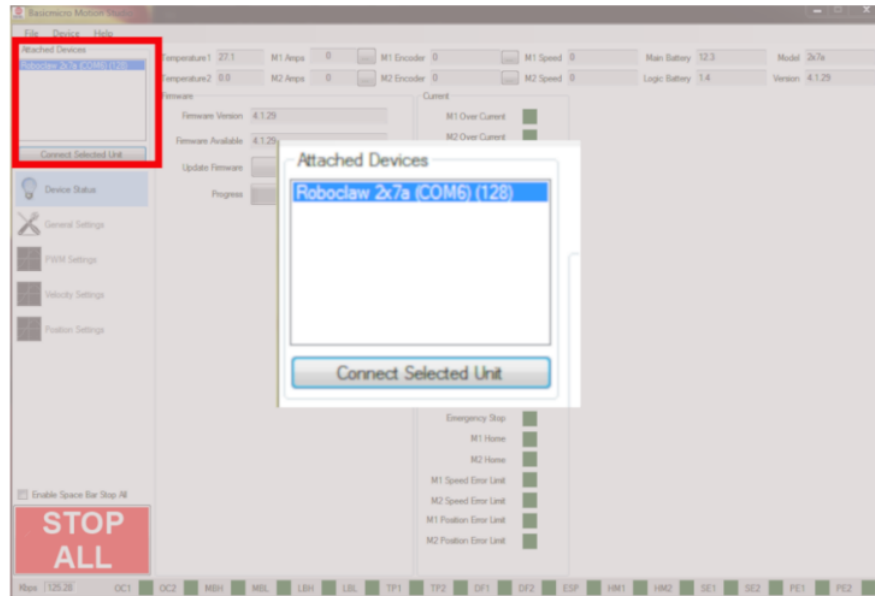 Basicmicro Motion Studio
File Device Help
Attached Devices
Roboclaw 2x7a (COM6) (128)
Connect Selected Unit
Temperature1 27.1 M1 Amps 0 ... M1 Encoder 0 ... M1 Speed 0 Main Battery 12.3 Model 2x7a
Temperature2 0.0 M2 Amps 0 ... M2 Encoder 0 ... M2 Speed 0 Logic Battery 1.4 Version 4.1.29
Firmware
Firmware Version 4.1.29
Firmware Available 4.1.29
Update Firmware
Progress
Current
M1 Over Current
M2 Over Current
Attached Devices
Roboclaw 2x7a (COM6) (128)
Connect Selected Unit
Device Status
General Settings
PWM Settings
Velocity Settings
Position Settings
Emergency Stop
M1 Home
M2 Home
M1 Speed Error Limit
M2 Speed Error Limit
M1 Position Error Limit
M2 Position Error Limit
Enable Space Bar Stop All
STOP
ALL
Kbps 125.28 OC1 OC2 MBH MBL LBH LBL TP1 TP2 DF1 DF2 ESP HM1 HM2 SE1 SE2 PE1 PE2